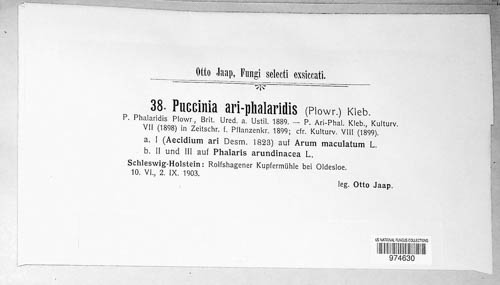 Otto Jaap, Fungi selecti exsiccati.
38. Puccinia ari-phalaridis (Plowr.) Kleb.
P. Phalaridis Plowr., Brit. Ured. a. Ustil. 1889. — P. Ari-Phal. Kleb., Kulturv.
VII (1898) in Zeitschr. f. Pflanzenkr. 1899; cfr. Kulturv. VIII (1899).
a. I (Aecidium ari Desm. 1823) auf Arum maculatum L.
b. II und III auf Phalaris arundinacea L.
Schleswig-Holstein: Rolfshagener Kupfermühle bei Oldesloe.
10. VI., 2. IX. 1903.
leg. Otto Jaap.
US NATIONAL FUNGUS COLLECTIONS
974630